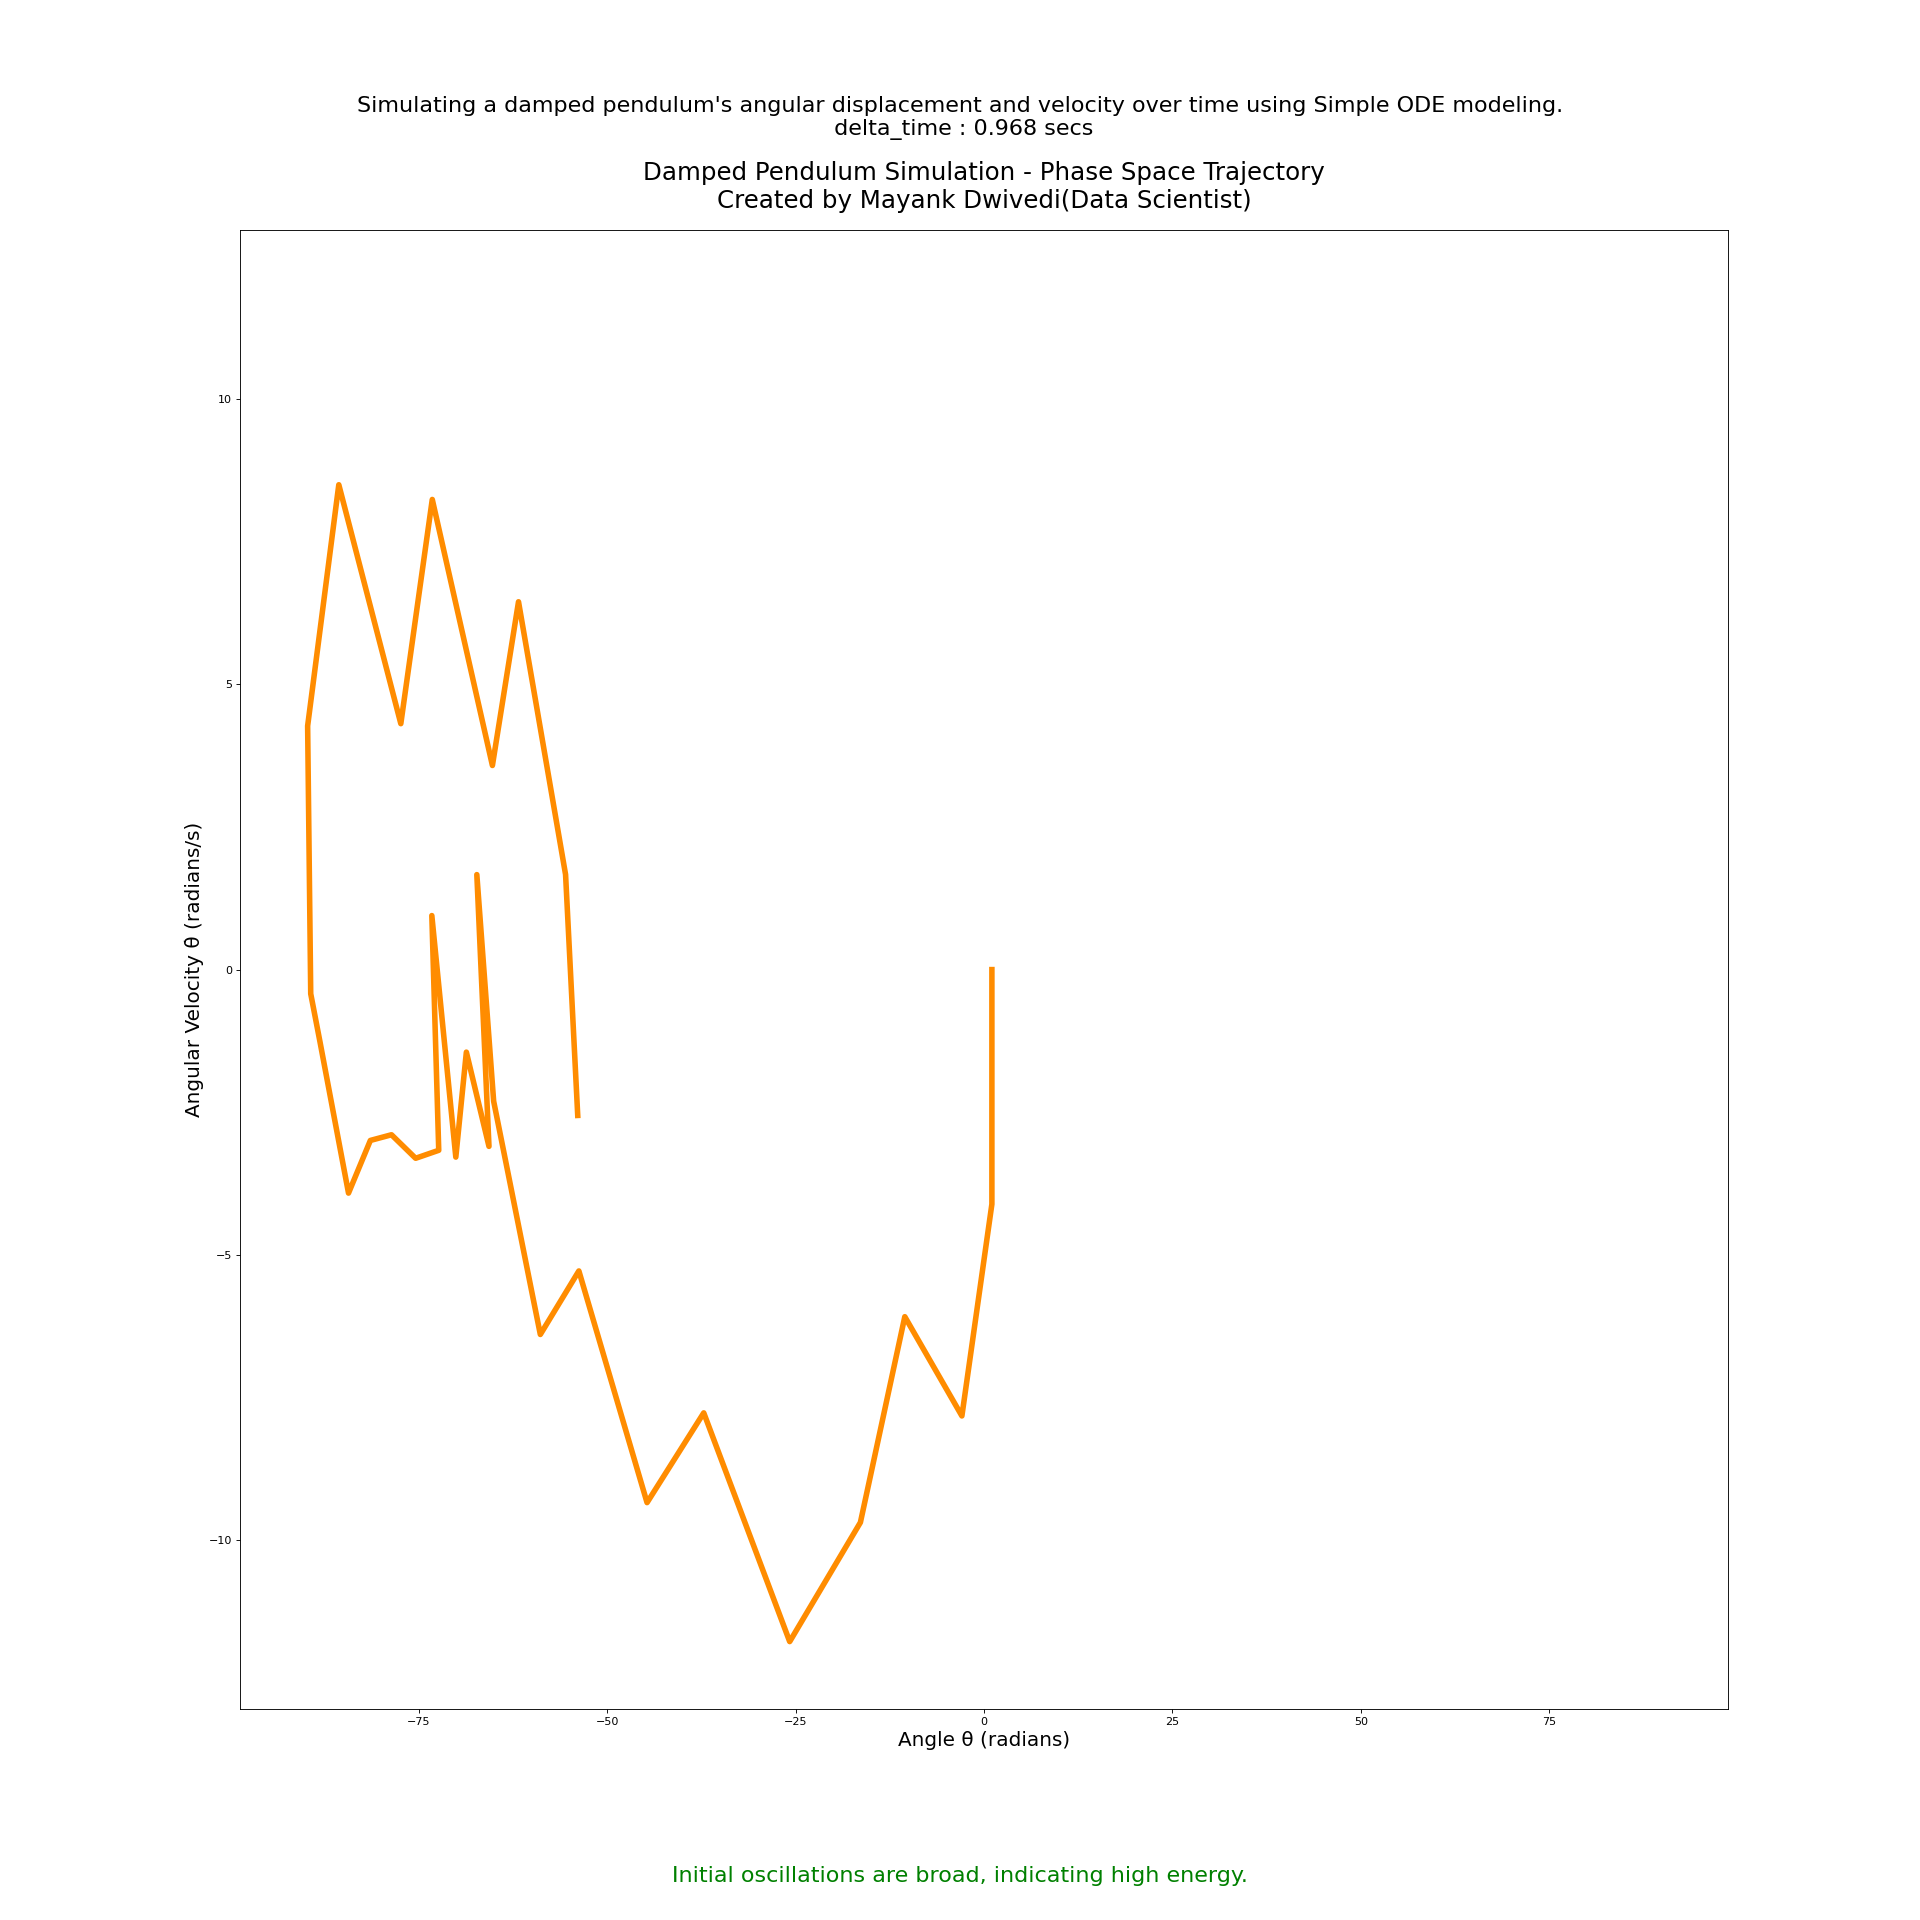 Simulating a damped pendulum's angular displacement and velocity over time using Simple ODE modeling.
delta_time : 0.968 secs
Damped Pendulum Simulation - Phase Space Trajectory
Created by Mayank Dwivedi(Data Scientist)
10
5
0
−5
−10
Angular Velocity θ (radians/s)
−75
−50
−25
0
25
50
75
Angle θ (radians)
Initial oscillations are broad, indicating high energy.